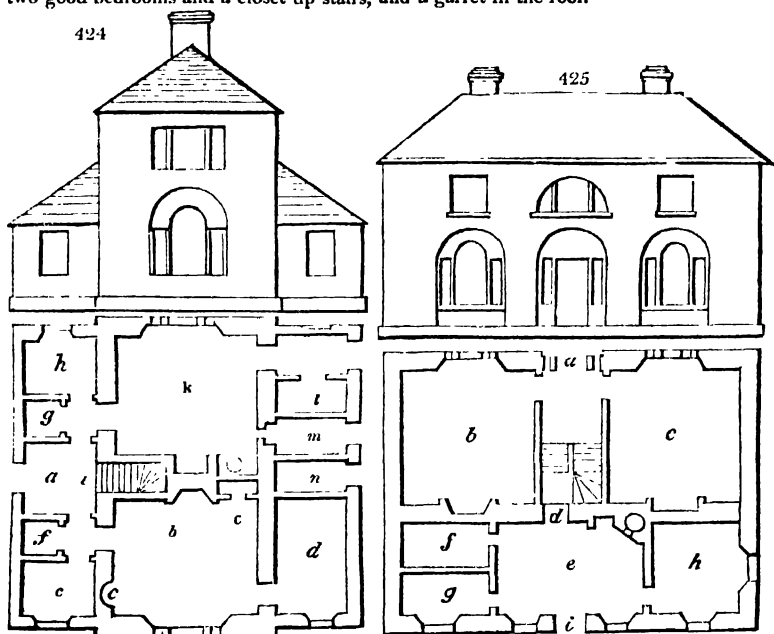 two good bedrooms and a closet up stairs, and a garret in the roof.
424
425
h
k
l
g
m
a i
n
b
c
d
f
e
c
a
b
c
d
f
e
h
g
i